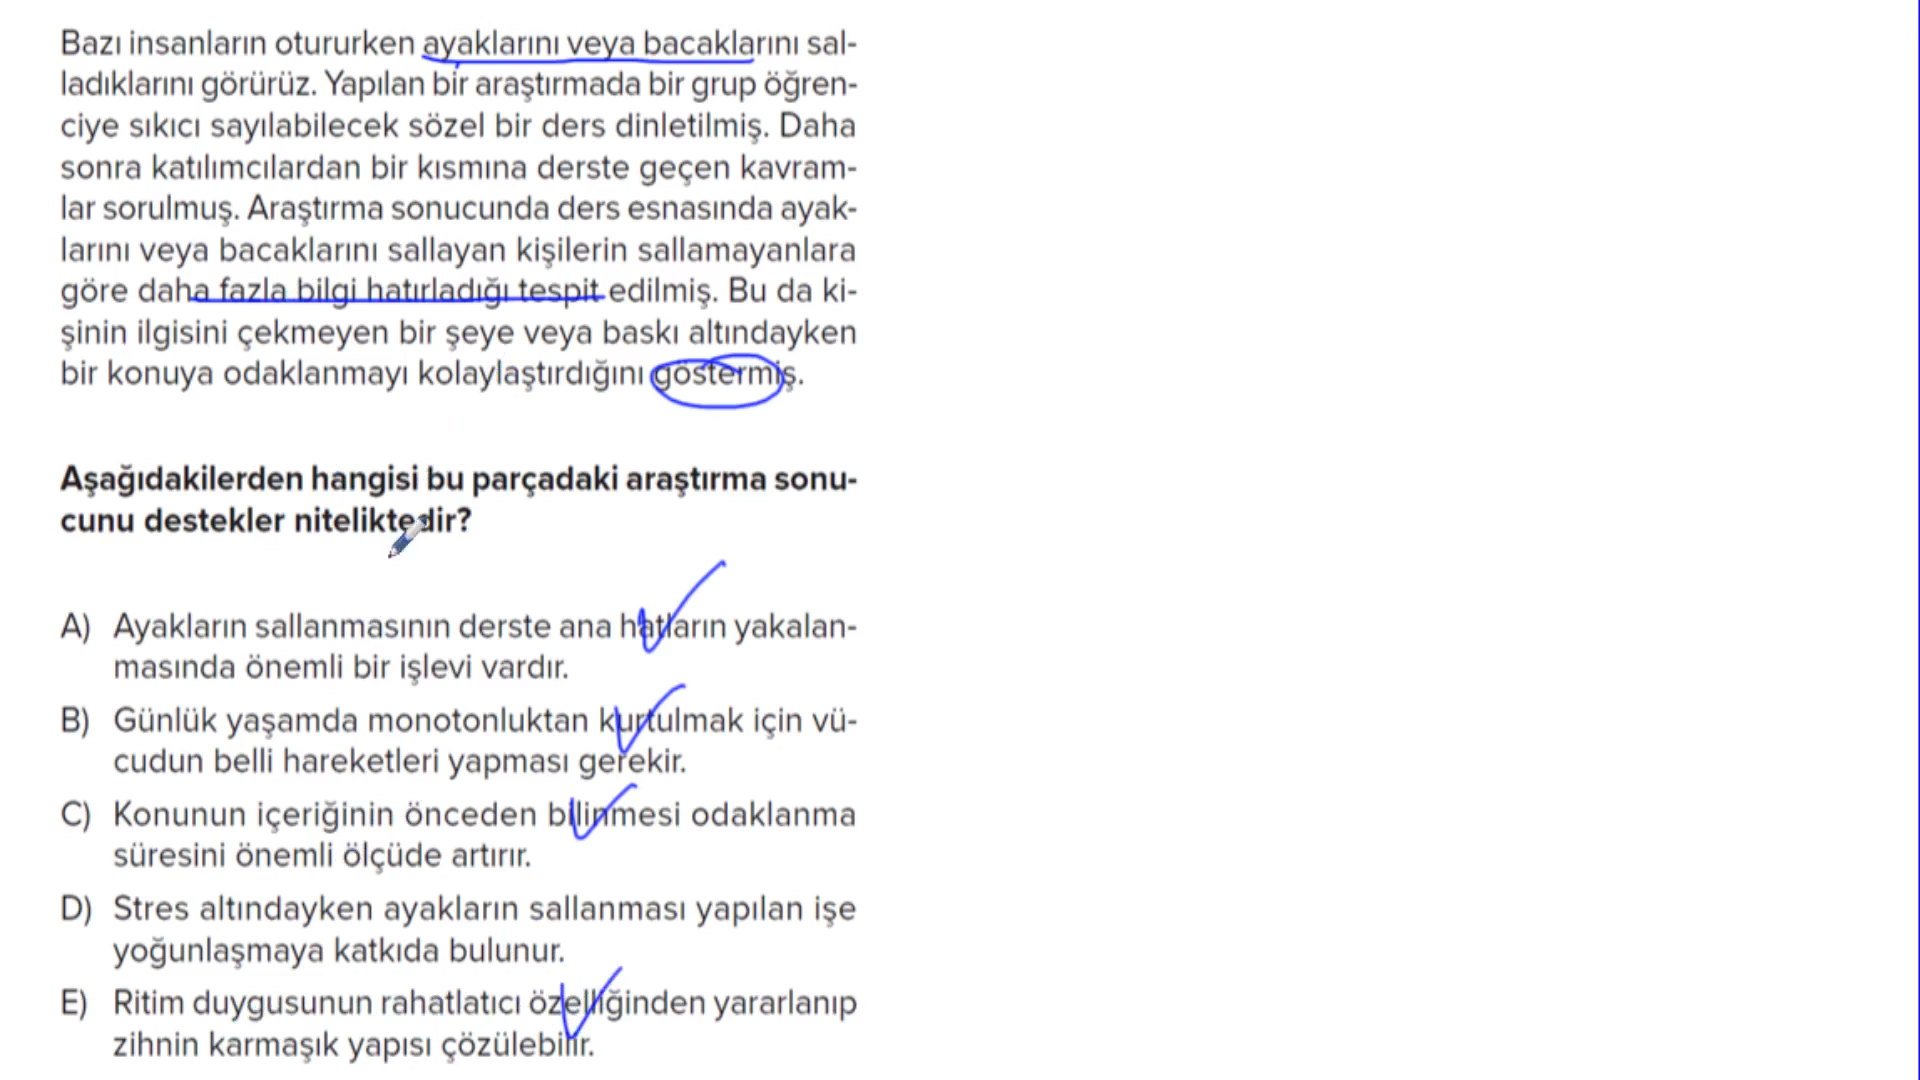 Bazı insanların otururken ayaklarını veya bacaklarını sal-
ladıklarını görürüz. Yapılan bir araştırmada bir grup öğren-
ciye sıkıcı sayılabilecek sözel bir ders dinletilmiş. Daha
sonra katılımcılardan bir kısmına derste geçen kavram-
lar sorulmuş. Araştırma sonucunda ders esnasında ayak-
larını veya bacaklarını sallayan kişilerin sallamayanlara
göre daha fazla bilgi hatırladığı tespit edilmiş. Bu da ki-
şinin ilgisini çekmeyen bir şeye veya baskı altındayken
bir konuya odaklanmayı kolaylaştırdığını göstermiş.
Aşağıdakilerden hangisi bu parçadaki araştırma sonu-
cunu destekler niteliktedir?
A) Ayakların sallanmasının derste ana hatların yakalan-
masında önemli bir işlevi vardır.
B) Günlük yaşamda monotonluktan kurtulmak için vü-
cudun belli hareketleri yapması gerekir.
C) Konunun içeriğinin önceden bilinmesi odaklanma
süresini önemli ölçüde artırır.
D) Stres altındayken ayakların sallanması yapılan işe
yoğunlaşmaya katkıda bulunur.
E) Ritim duygusunun rahatlatıcı özelliğinden yararlanıp
zihnin karmaşık yapısı çözülebilir.